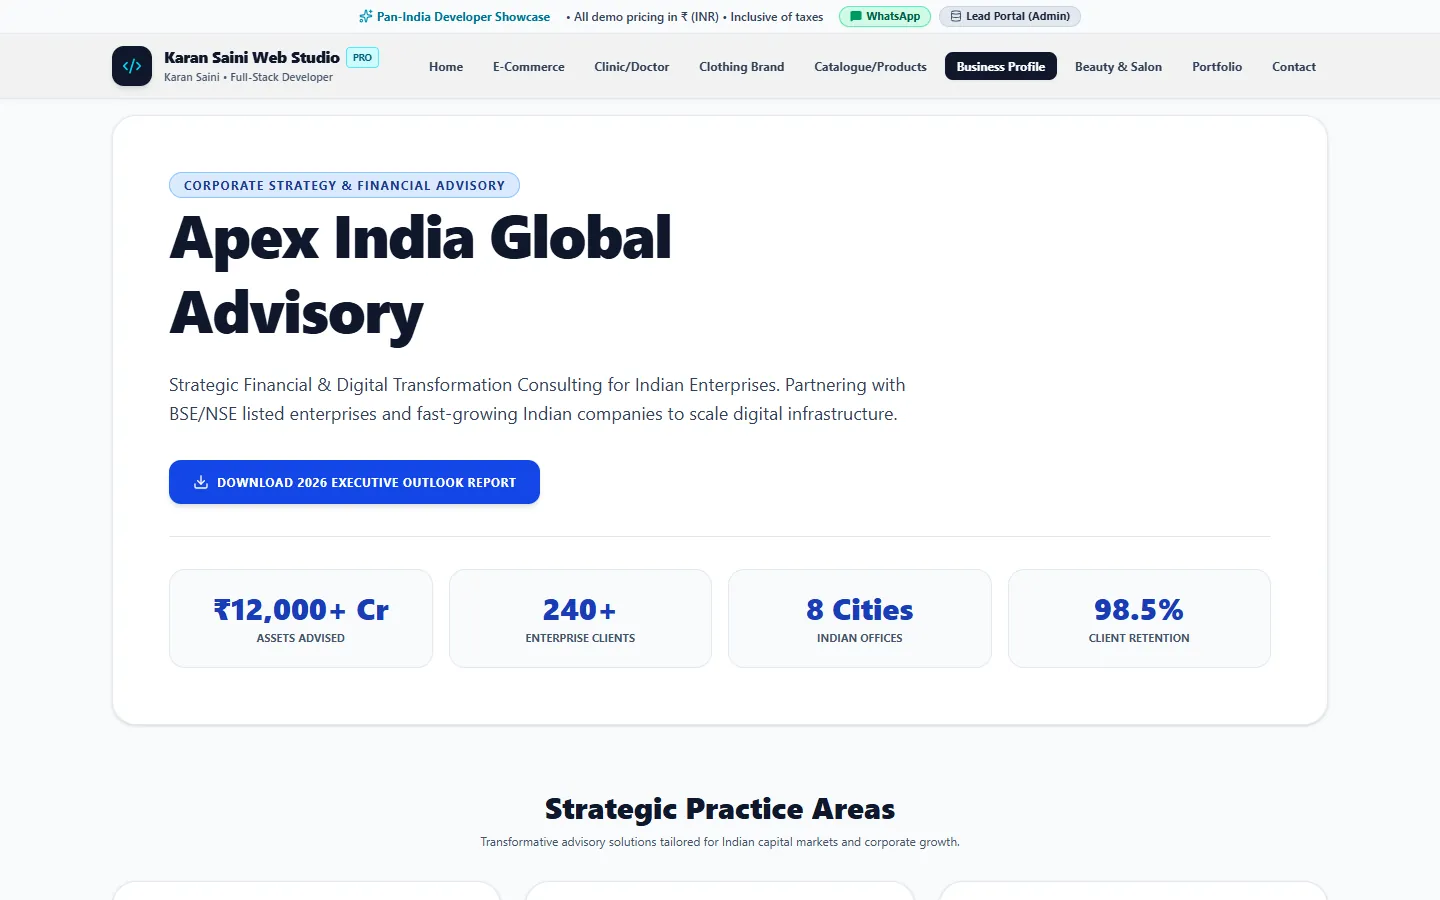 Pan-India Developer Showcase • All demo pricing in ₹ (INR) • Inclusive of taxes WhatsApp Lead Portal (Admin)
Karan Saini Web Studio PRO
Karan Saini • Full-Stack Developer
Home E-Commerce Clinic/Doctor Clothing Brand Catalogue/Products Business Profile Beauty & Salon Portfolio Contact
CORPORATE STRATEGY & FINANCIAL ADVISORY
Apex India Global
Advisory
Strategic Financial & Digital Transformation Consulting for Indian Enterprises. Partnering with
BSE/NSE listed enterprises and fast-growing Indian companies to scale digital infrastructure.
DOWNLOAD 2026 EXECUTIVE OUTLOOK REPORT
₹12,000+ Cr
ASSETS ADVISED
240+
ENTERPRISE CLIENTS
8 Cities
INDIAN OFFICES
98.5%
CLIENT RETENTION
Strategic Practice Areas
Transformative advisory solutions tailored for Indian capital markets and corporate growth.